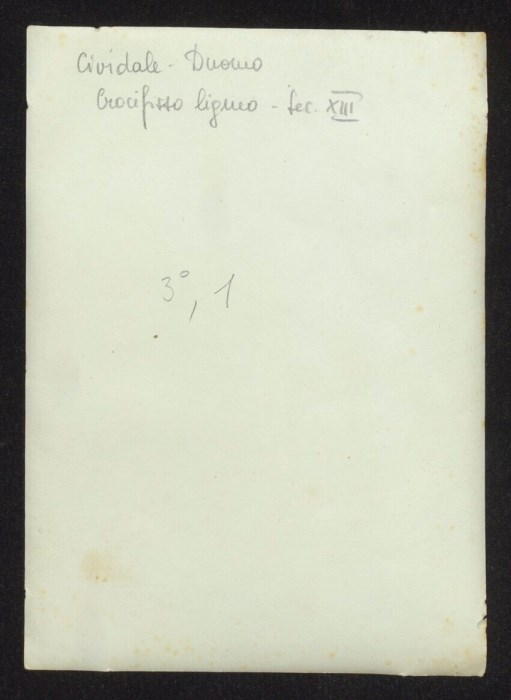 Cividale - Duomo
Crocifisso ligneo - Sec. XIII
3°, 1